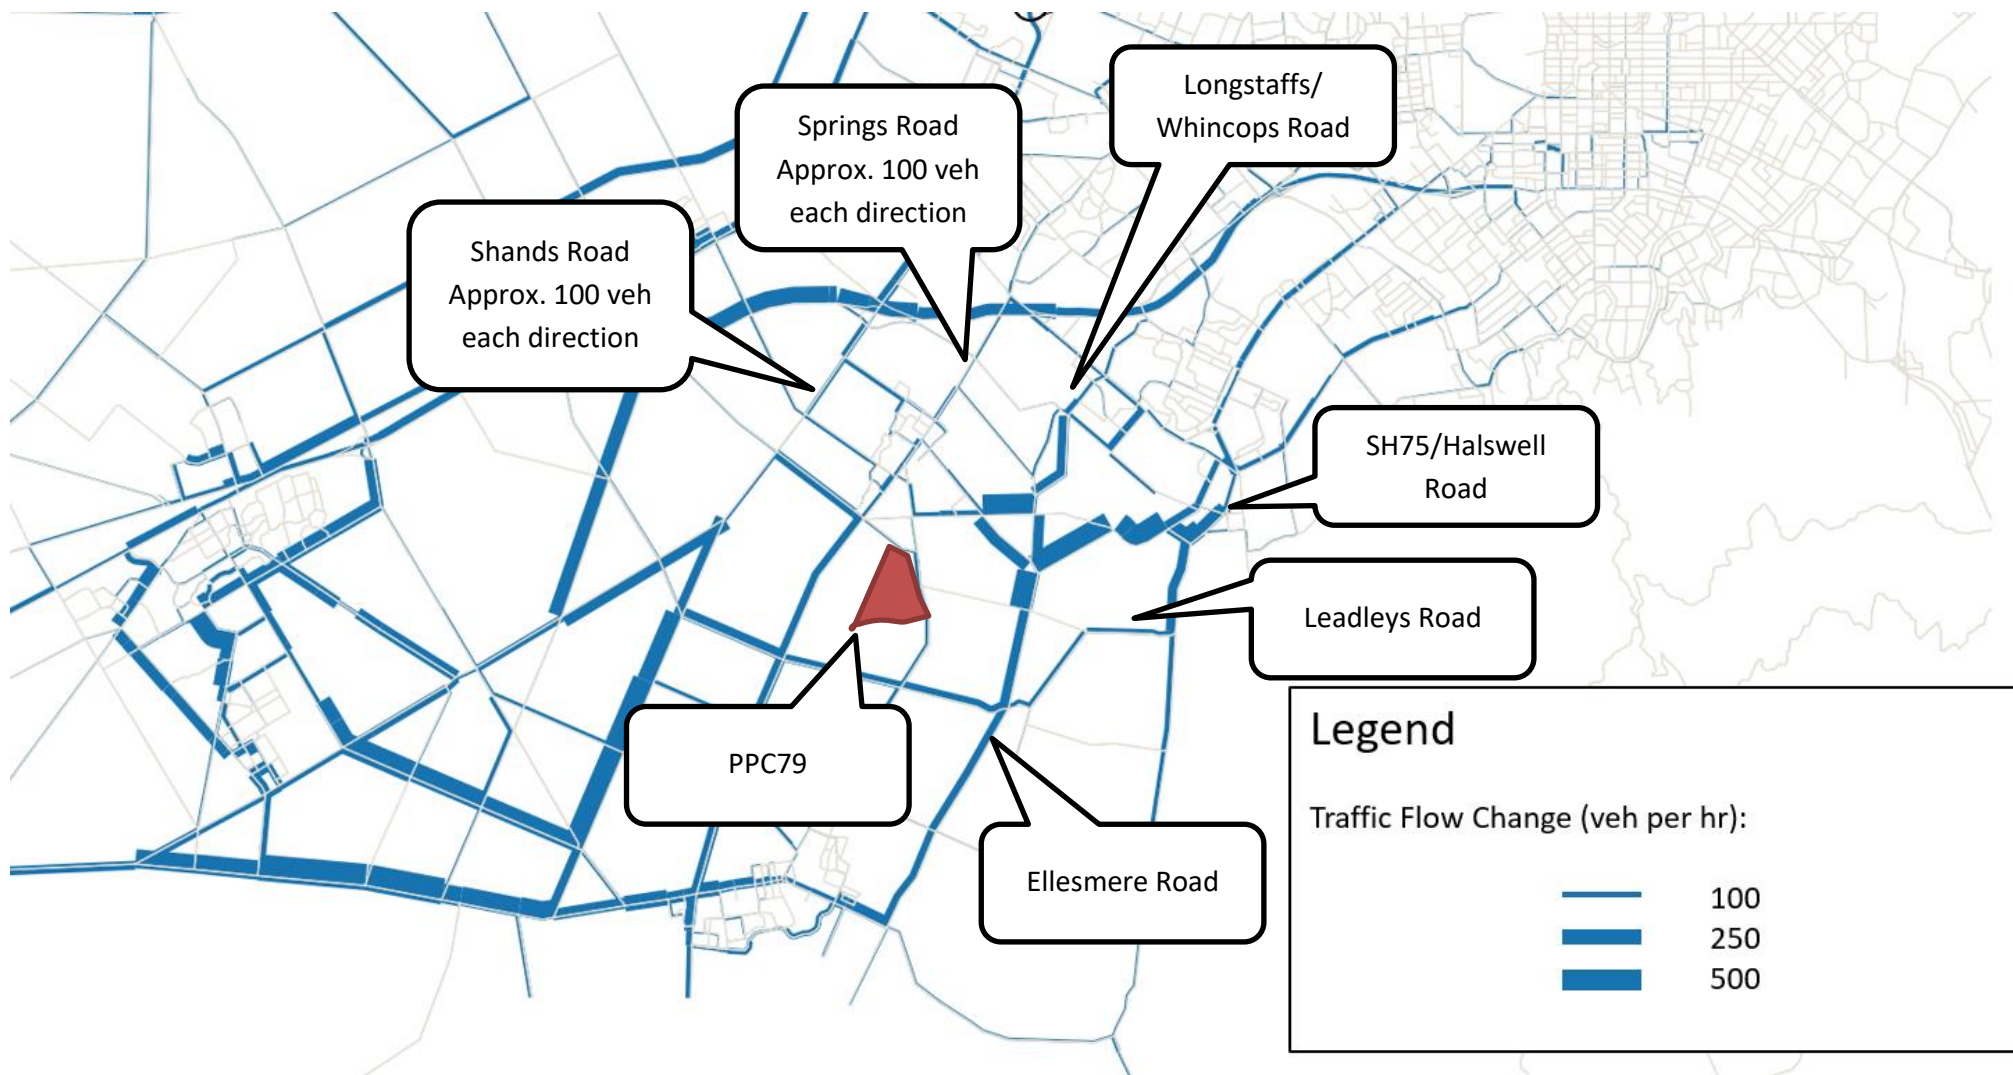 Longstaffs/
Whincops Road
Springs Road
Approx. 100 veh
each direction
Shands Road
Approx. 100 veh
each direction
SH75/Halswell
Road
Leadleys Road
PPC79
Ellesmere Road
Legend
Traffic Flow Change (veh per hr):
100
250
500